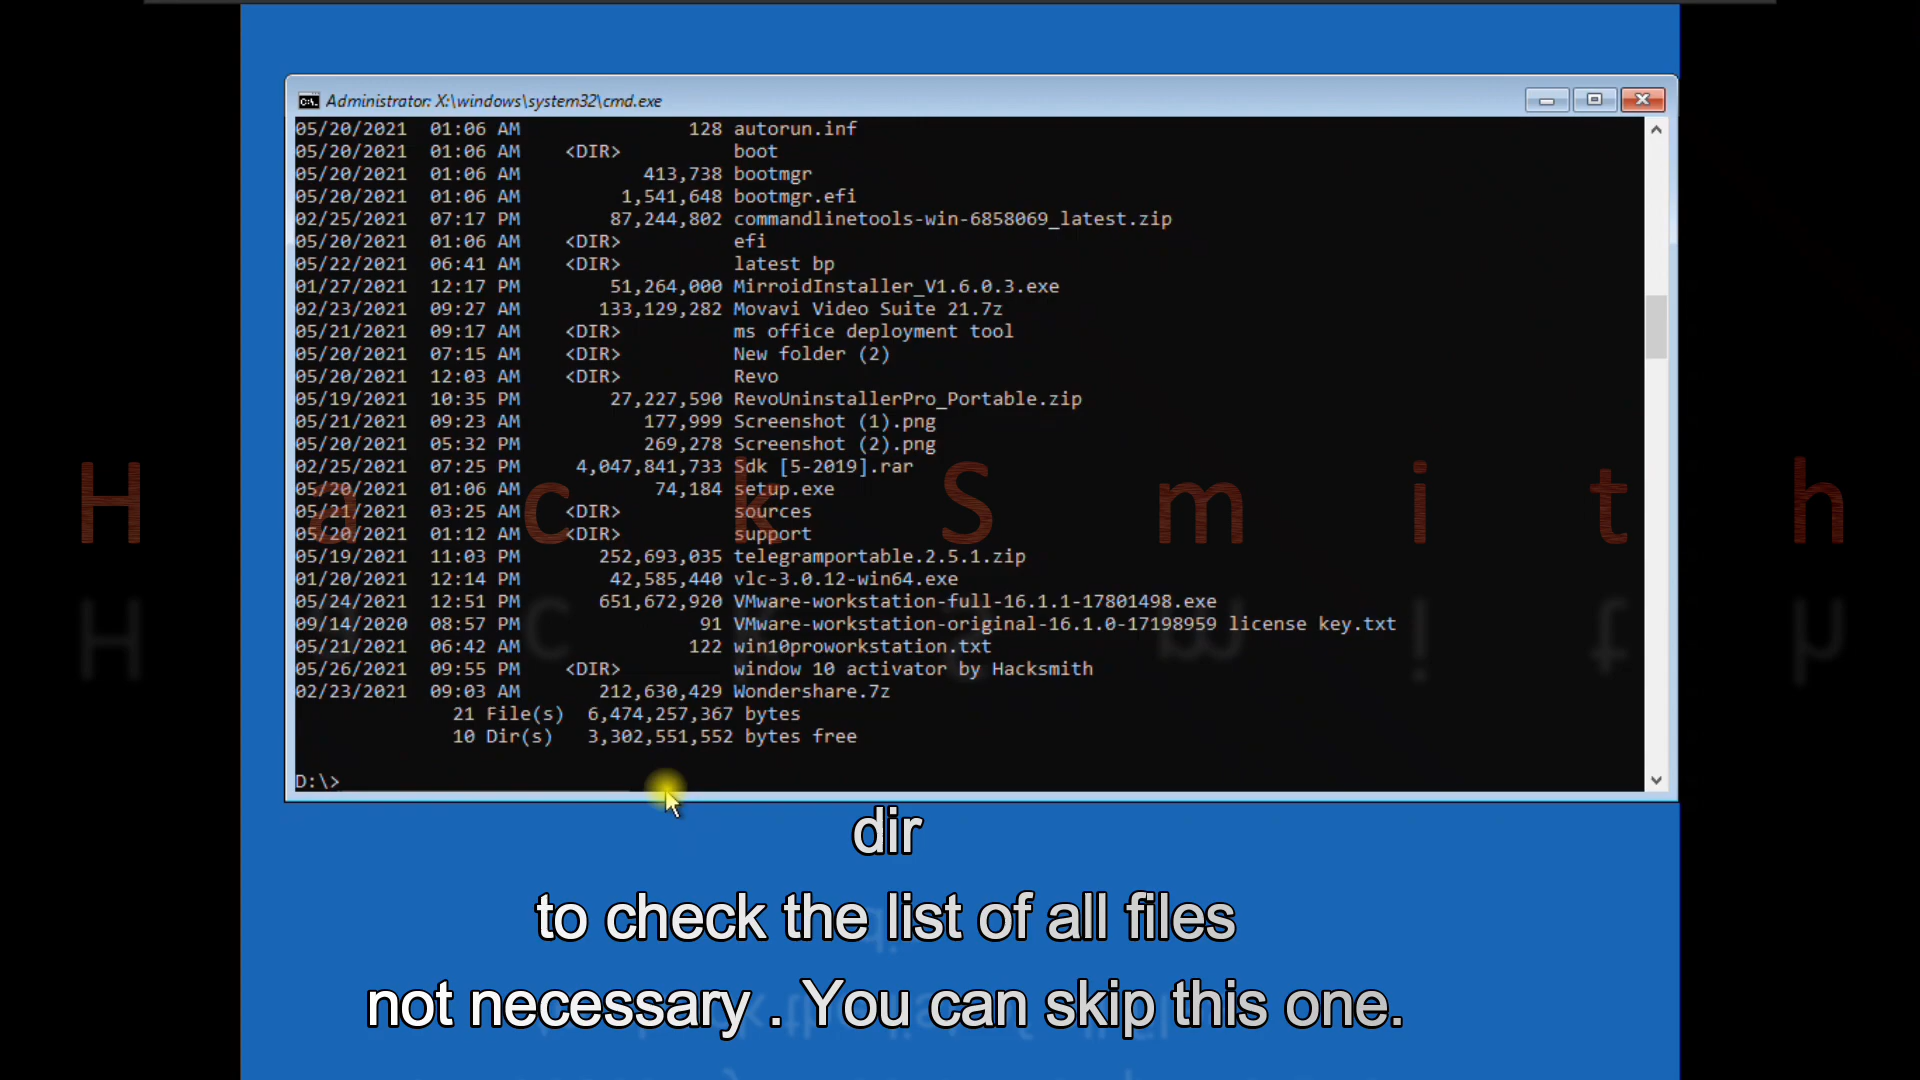 Administrator: X:\windows\system32\cmd.exe
05/20/2021 01:06 AM 128 autorun.inf
05/20/2021 01:06 AM <DIR> boot
05/20/2021 01:06 AM 413,738 bootmgr
05/20/2021 01:06 AM 1,541,648 bootmgr.efi
02/25/2021 07:17 PM 87,244,802 commandlinetools-win-6858069_latest.zip
05/20/2021 01:06 AM <DIR> efi
05/22/2021 06:41 AM <DIR> latest bp
01/27/2021 12:17 PM 51,264,000 MirroidInstaller_V1.6.0.3.exe
02/23/2021 09:27 AM 133,129,282 Movavi Video Suite 21.7z
05/21/2021 09:17 AM <DIR> ms office deployment tool
05/20/2021 07:15 AM <DIR> New folder (2)
05/20/2021 12:03 AM <DIR> Revo
05/19/2021 10:35 PM 27,227,590 RevoUninstallerPro_Portable.zip
05/21/2021 09:23 AM 177,999 Screenshot (1).png
05/20/2021 05:32 PM 269,278 Screenshot (2).png
02/25/2021 07:25 PM 4,047,841,733 Sdk [5-2019].rar
05/20/2021 01:06 AM 74,184 setup.exe
05/21/2021 03:25 AM <DIR> sources
05/20/2021 01:12 AM <DIR> support
05/19/2021 11:03 PM 252,693,035 telegramportable.2.5.1.zip
01/20/2021 12:14 PM 42,585,440 vlc-3.0.12-win64.exe
05/24/2021 12:51 PM 651,672,920 VMware-workstation-full-16.1.1-17801498.exe
09/14/2020 08:57 PM 91 VMware-workstation-original-16.1.0-17198959 license key.txt
05/21/2021 06:42 AM 122 win10proworkstation.txt
05/26/2021 09:55 PM <DIR> window 10 activator by Hacksmith
02/23/2021 09:03 AM 212,630,429 Wondershare.7z
21 File(s) 6,474,257,367 bytes
10 Dir(s) 3,302,551,552 bytes free
D:\>
HackSmith
dir
to check the list of all files
not necessary . You can skip this one.